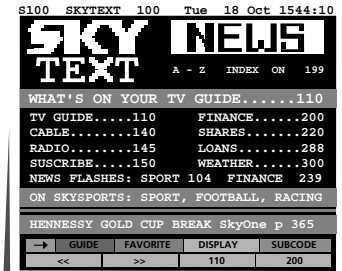 S100 SKYTEXT 100 Tue 18 Oct 1544:10
SKY NEWS
TEXT
A - Z INDEX ON 199
WHAT'S ON YOUR TV GUIDE......110
TV GUIDE.....110 FINANCE......200
CABLE........140 SHARES.......220
RADIO........145 LOANS........288
SUSCRIBE.....150 WEATHER......300
NEWS FLASHES: SPORT 104 FINANCE 239
ON SKYSPORTS: SPORT, FOOTBALL, RACING
HENNESSY GOLD CUP BREAK SkyOne p 365
→ GUIDE FAVORITE DISPLAY SUBCODE
<< >> 110 200